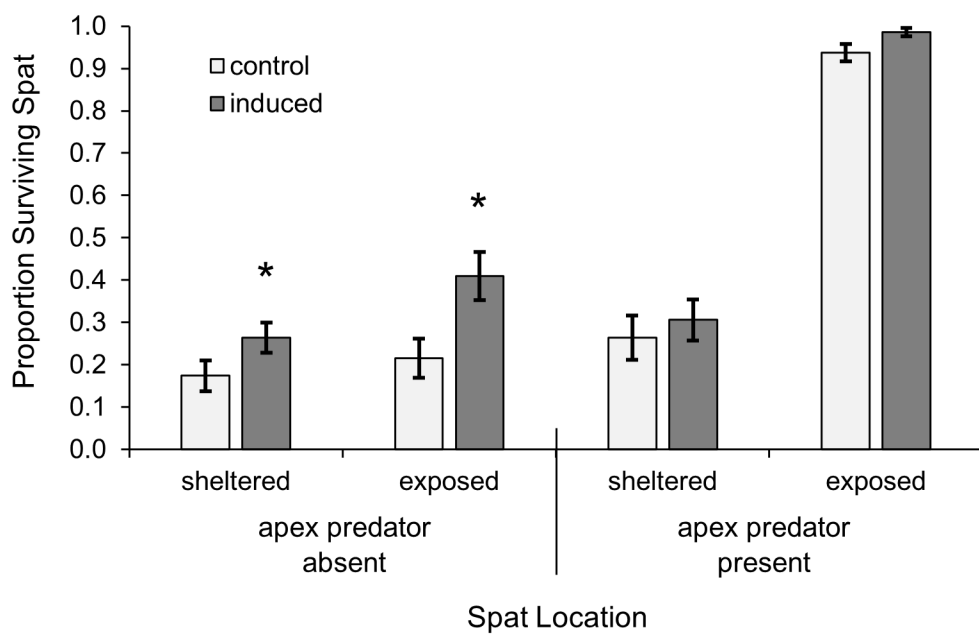 Proportion Surviving Spat
1.0
0.9
0.8
0.7
0.6
0.5
0.4
0.3
0.2
0.1
0.0
control
induced
*
*
sheltered
exposed
sheltered
exposed
apex predator
absent
apex predator
present
Spat Location